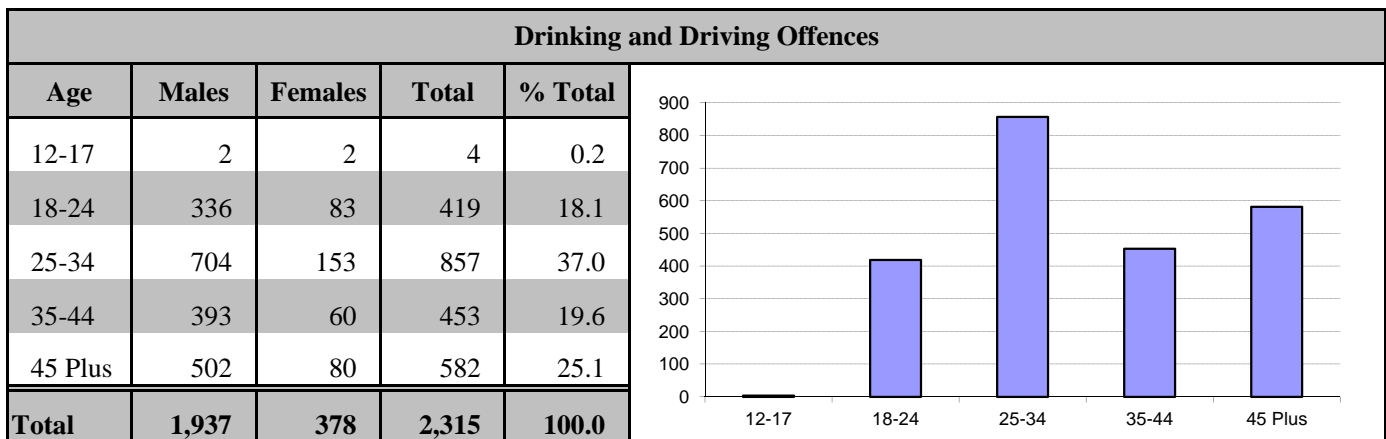 Drinking and Driving Offences
Age Males Females Total % Total
12-17 2 2 4 0.2
18-24 336 83 419 18.1
25-34 704 153 857 37.0
35-44 393 60 453 19.6
45 Plus 502 80 582 25.1
Total 1,937 378 2,315 100.0
900
800
700
600
500
400
300
200
100
0
12-17 18-24 25-34 35-44 45 Plus